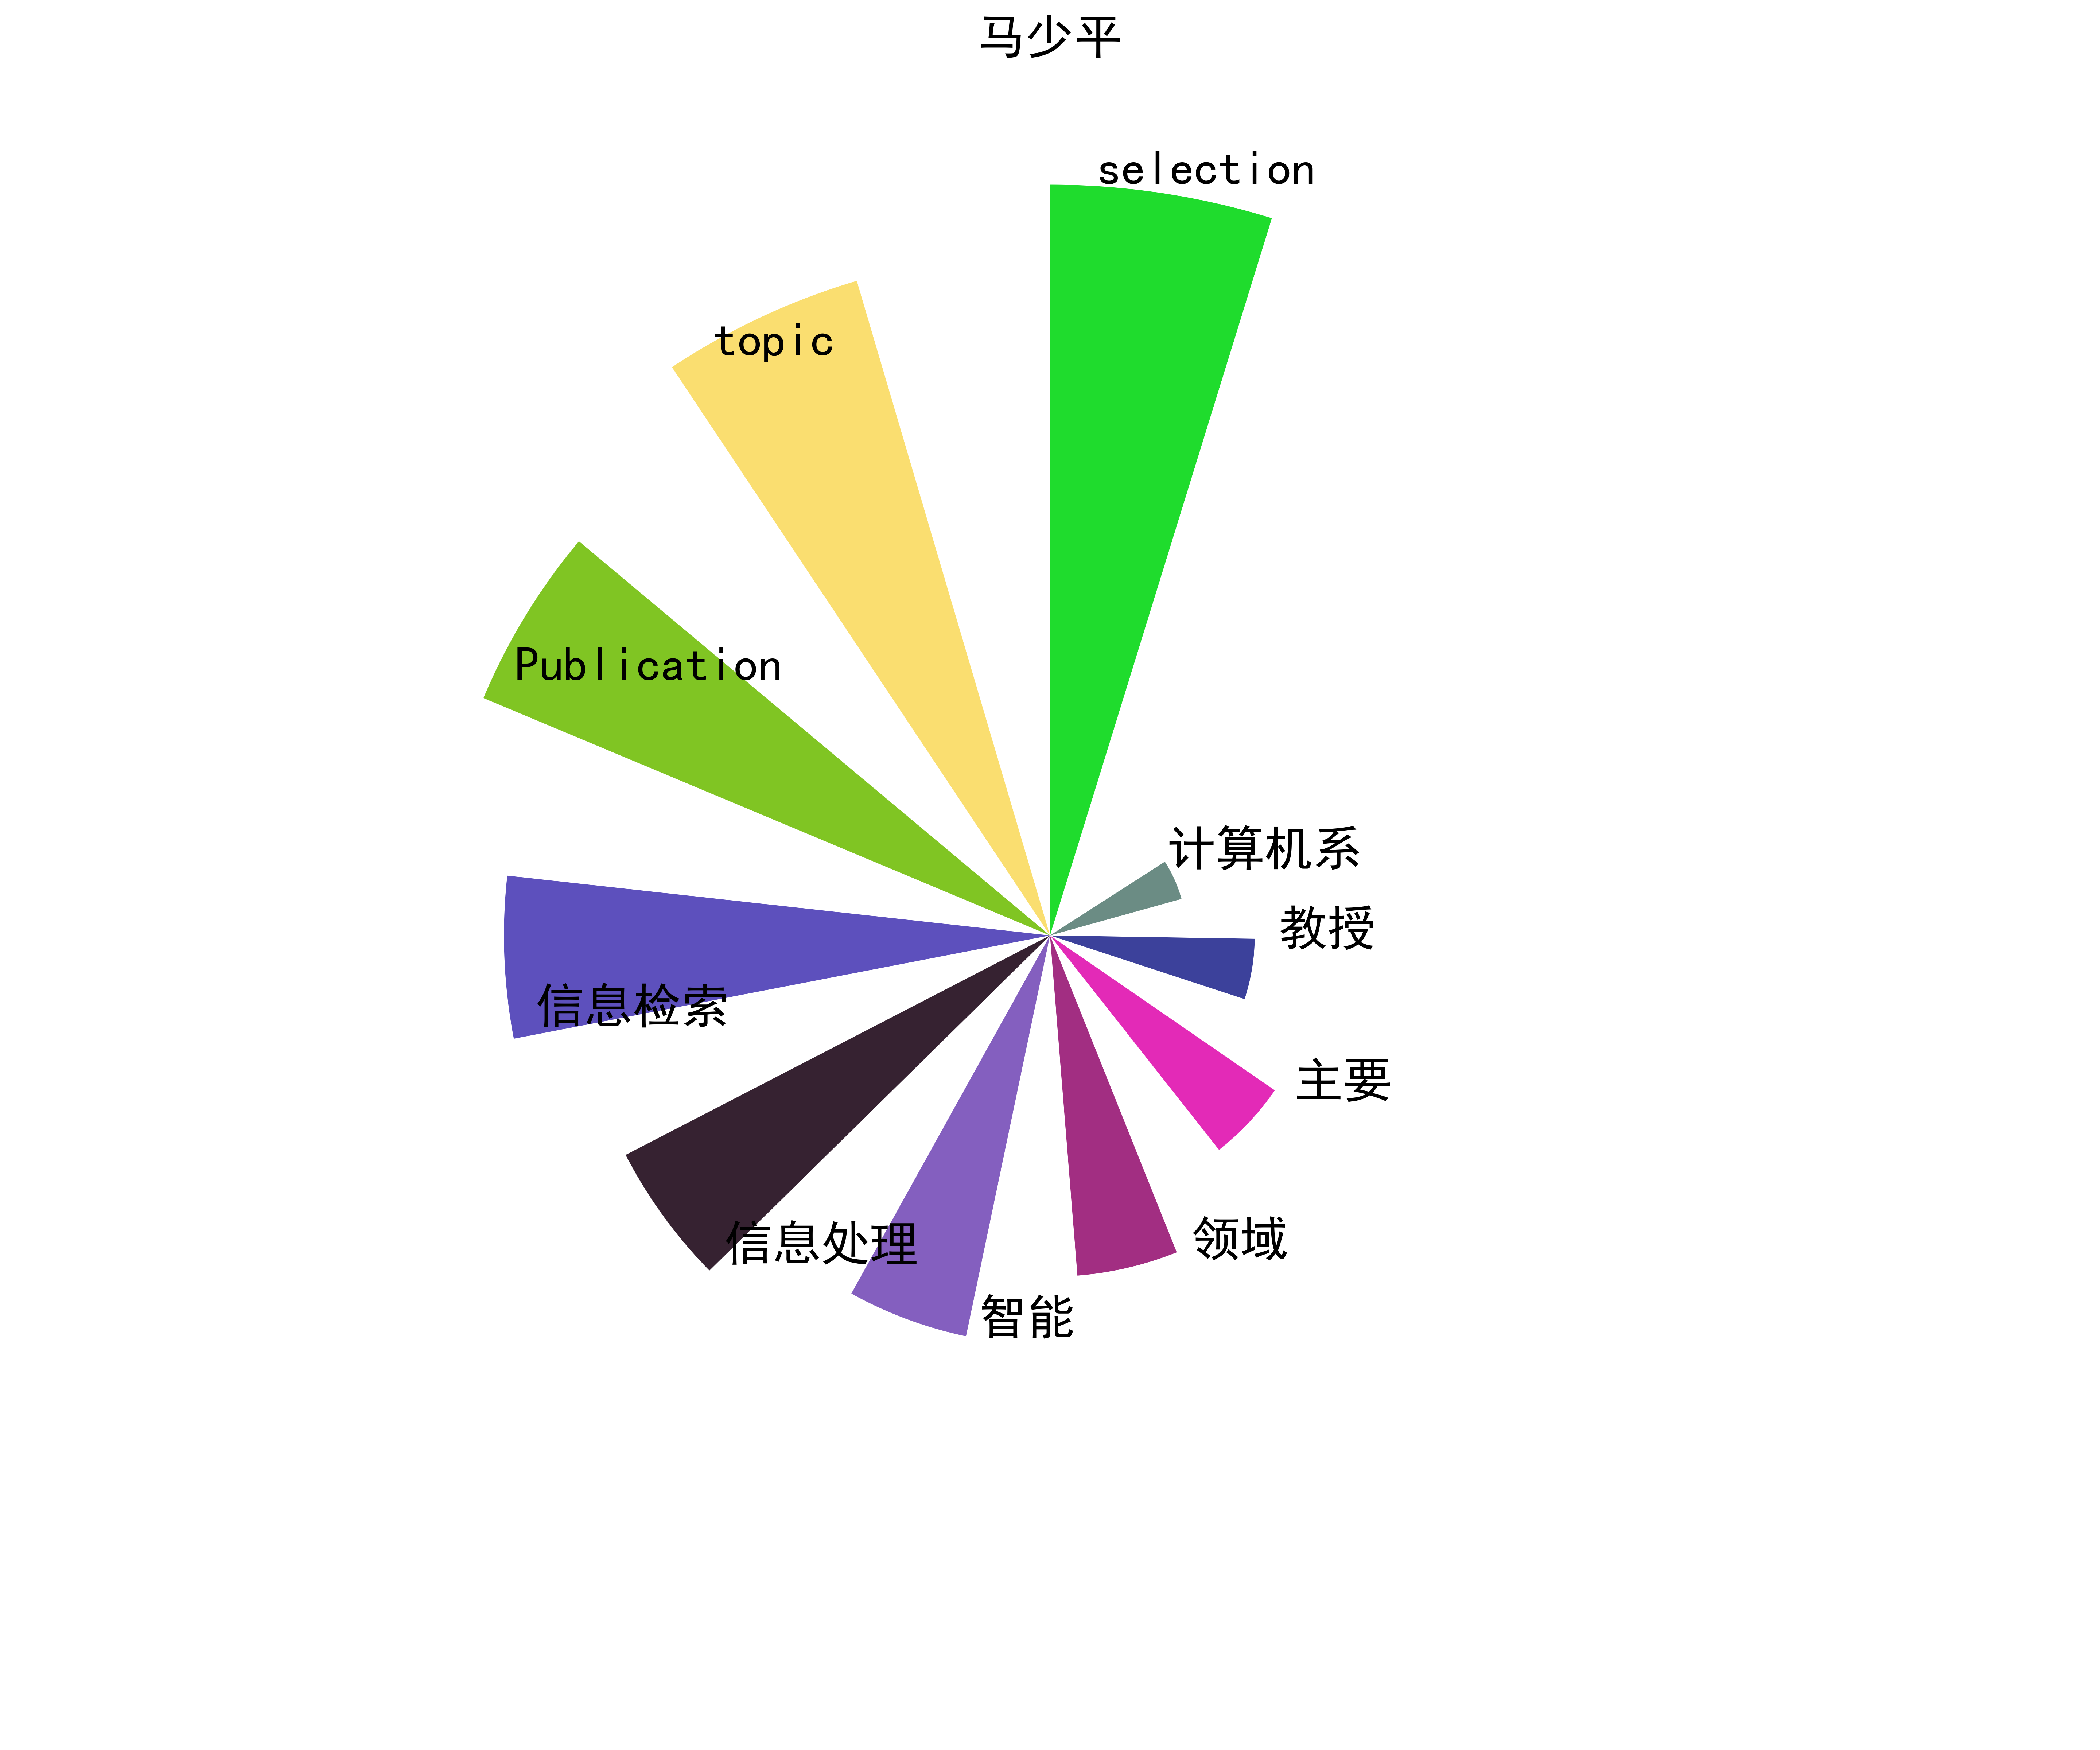 马少平
selection
topic
Publication
计算机系
教授
信息检索
主要
信息处理
领域
智能